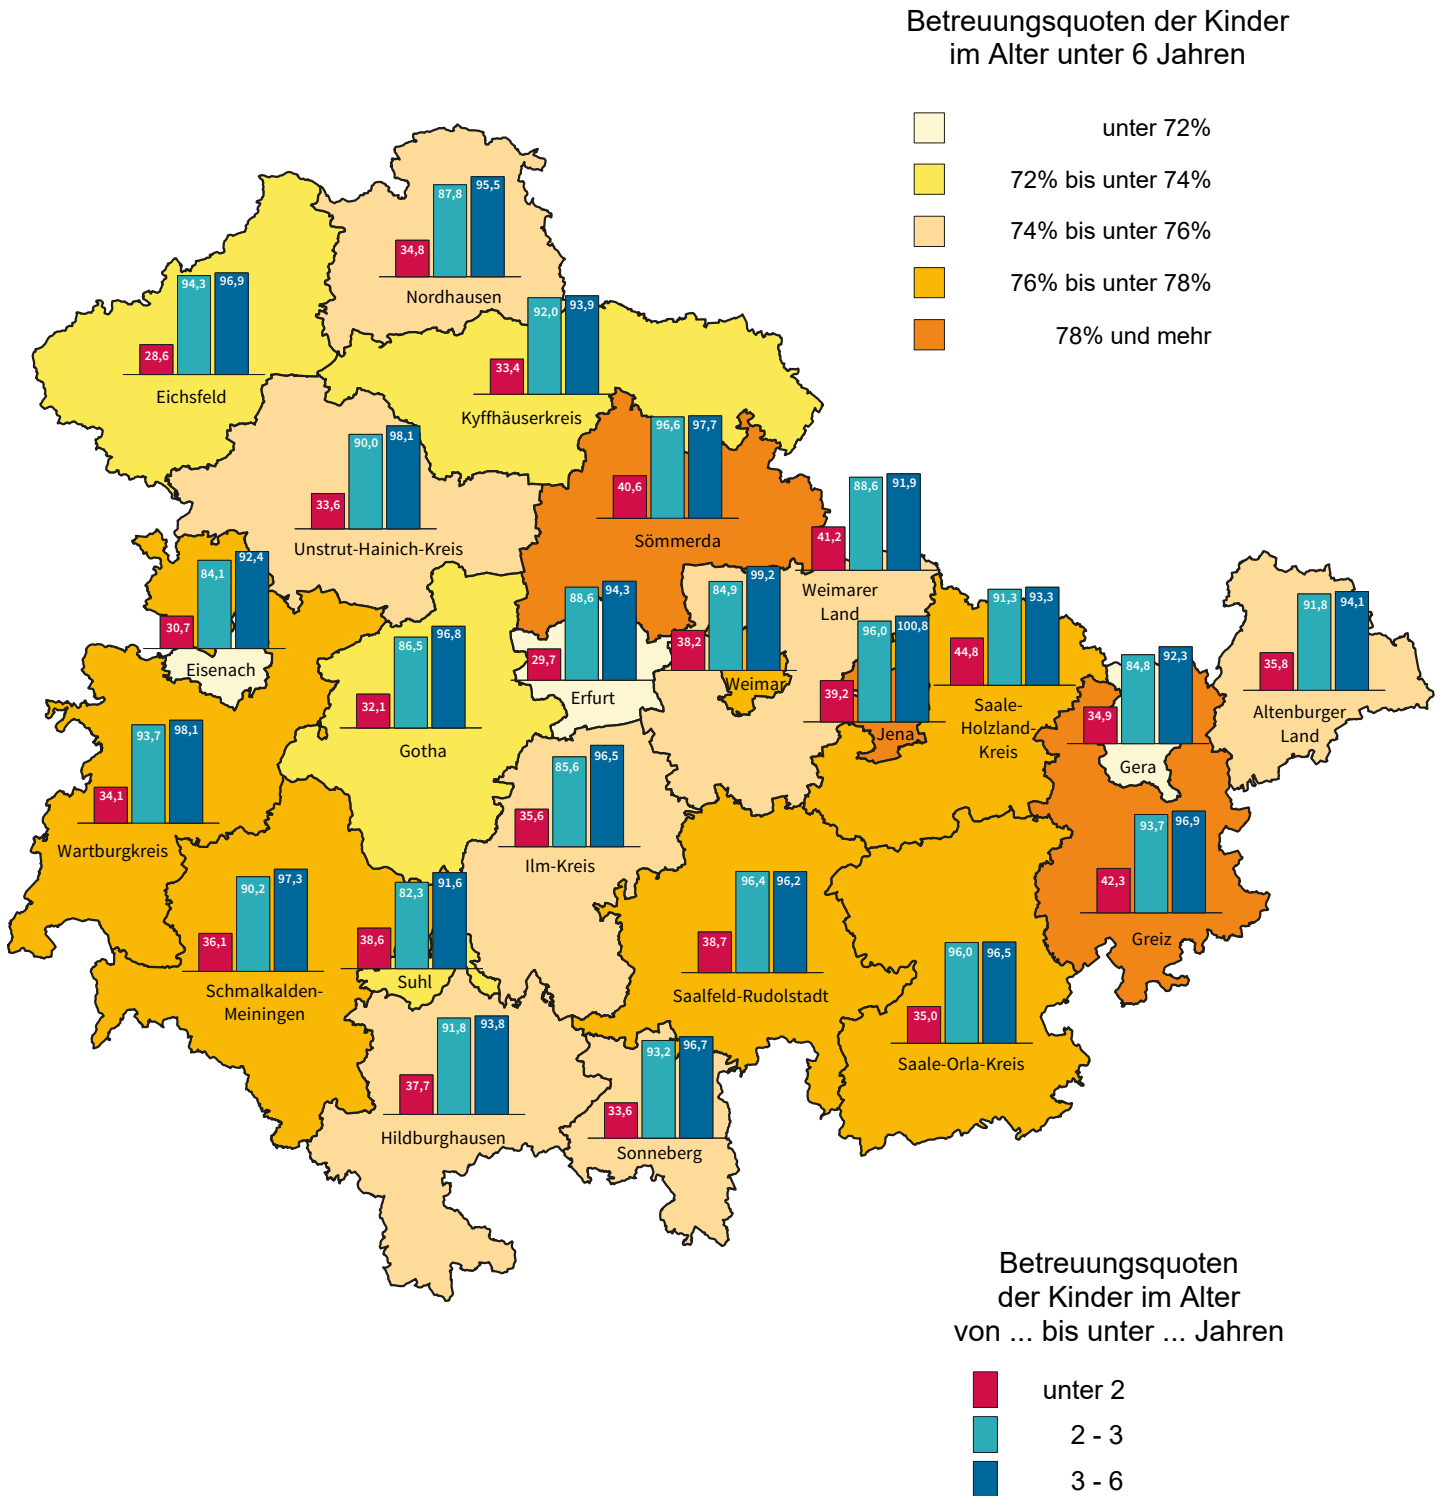 Betreuungsquoten der Kinder
im Alter unter 6 Jahren
unter 72%
72% bis unter 74%
74% bis unter 76%
76% bis unter 78%
78% und mehr
34,8
87,8
95,5
Nordhausen
28,6
94,3
96,9
Eichsfeld
33,4
92,0
93,9
Kyffhäuserkreis
33,6
90,0
98,1
Unstrut-Hainich-Kreis
40,6
96,6
97,7
Sömmerda
41,2
88,6
91,9
Weimarer
Land
30,7
84,1
92,4
Eisenach
32,1
86,5
96,8
Gotha
29,7
88,6
94,3
Erfurt
38,2
84,9
99,2
Weimar
39,2
96,0
100,8
Jena
44,8
91,3
93,3
Saale-
Holzland-
Kreis
34,9
84,8
92,3
Gera
35,8
91,8
94,1
Altenburger
Land
34,1
93,7
98,1
Wartburgkreis
35,6
85,6
96,5
Ilm-Kreis
42,3
93,7
96,9
Greiz
36,1
90,2
97,3
Schmalkalden-
Meiningen
38,6
82,3
91,6
Suhl
38,7
96,4
96,2
Saalfeld-Rudolstadt
35,0
96,0
96,5
Saale-Orla-Kreis
37,7
91,8
93,8
Hildburghausen
33,6
93,2
96,7
Sonneberg
Betreuungsquoten
der Kinder im Alter
von ... bis unter ... Jahren
unter 2
2 - 3
3 - 6